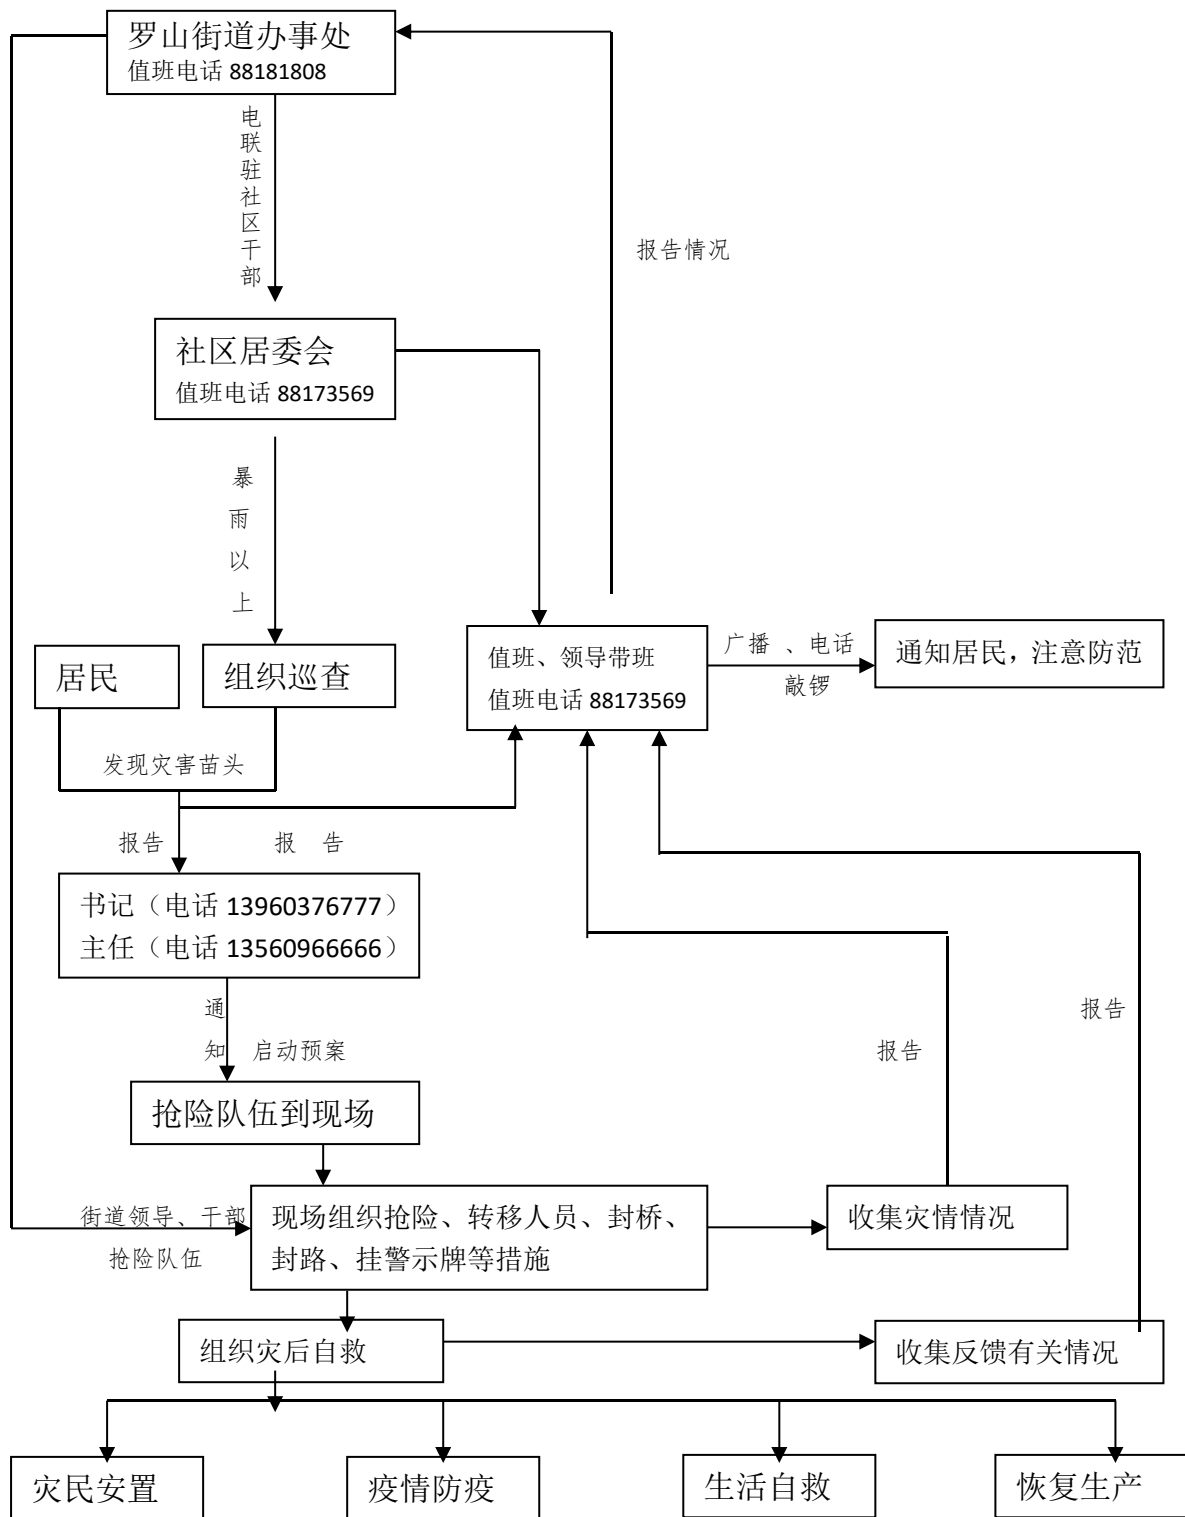 罗山街道办事处
值班电话 88181808
电联驻社区干部
报告情况
社区居委会
值班电话 88173569
暴雨以上
居民
组织巡查
值班、领导带班
值班电话 88173569
广播 、电话
敲锣
通知居民，注意防范
发现灾害苗头
报告
报 告
书记（电话 13960376777）
主任（电话 13560966666）
通知
启动预案
报告
报告
抢险队伍到现场
街道领导、干部
抢险队伍
现场组织抢险、转移人员、封桥、
封路、挂警示牌等措施
收集灾情情况
组织灾后自救
收集反馈有关情况
灾民安置
疫情防疫
生活自救
恢复生产